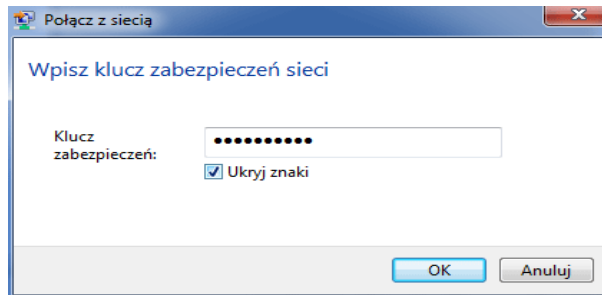 Połącz z siecią
Wpisz klucz zabezpieczeń sieci
Klucz
zabezpieczeń:
••••••••••
Ukryj znaki
OK
Anuluj